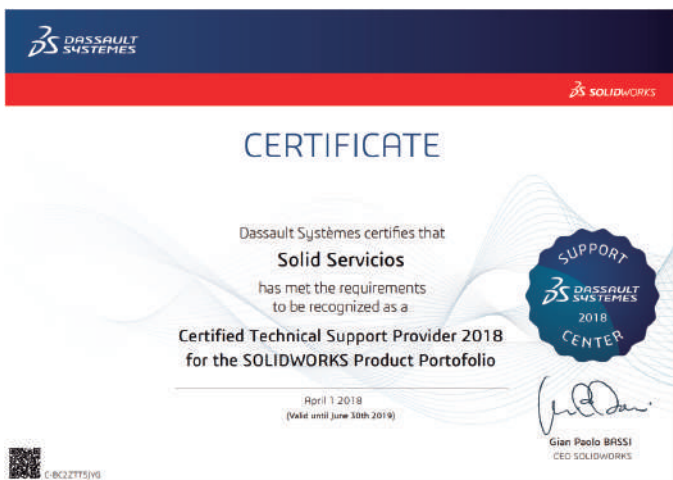 DASSAULT
SYSTEMES
SOLIDWORKS
CERTIFICATE
Dassault Systèmes certifies that
Solid Servicios
has met the requirements
to be recognized as a
Certified Technical Support Provider 2018
for the SOLIDWORKS Product Portofolio
April 1 2018
(Valid until June 30th 2019)
SUPPORT
DASSAULT
SYSTEMES
2018
CENTER
Gian Paolo BASSI
CEO SOLIDWORKS
C-BC2ZTT5JYG